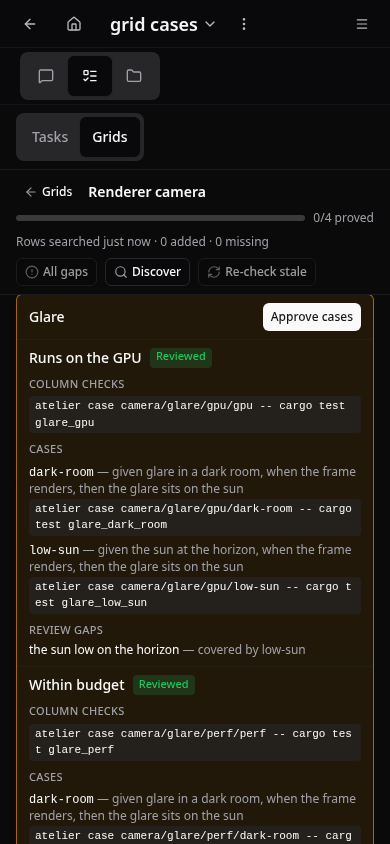 grid cases
Tasks
Grids
Grids
Renderer camera
0/4 proved
Rows searched just now · 0 added · 0 missing
All gaps
Discover
Re-check stale
Glare
Approve cases
Runs on the GPU
Reviewed
COLUMN CHECKS
atelier case camera/glare/gpu/gpu -- cargo test
glare_gpu
CASES
dark-room — given glare in a dark room, when the frame
renders, then the glare sits on the sun
atelier case camera/glare/gpu/dark-room -- cargo
test glare_dark_room
low-sun — given the sun at the horizon, when the frame
renders, then the glare sits on the sun
atelier case camera/glare/gpu/low-sun -- cargo t
est glare_low_sun
REVIEW GAPS
the sun low on the horizon — covered by low-sun
Within budget
Reviewed
COLUMN CHECKS
atelier case camera/glare/perf/perf -- cargo tes
t glare_perf
CASES
dark-room — given glare in a dark room, when the frame
renders, then the glare sits on the sun
atelier case camera/glare/perf/dark-room -- carg